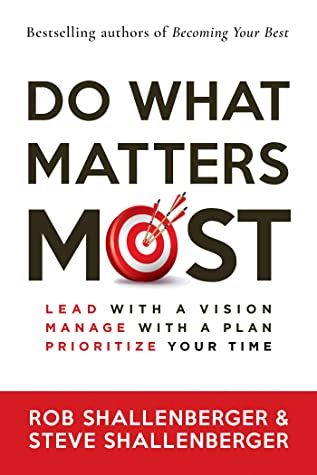 Bestselling authors of Becoming Your Best
DO WHAT
MATTERS
MOST
LEAD WITH A VISION
MANAGE WITH A PLAN
PRIORITIZE YOUR TIME
ROB SHALLENBERGER &
STEVE SHALLENBERGER